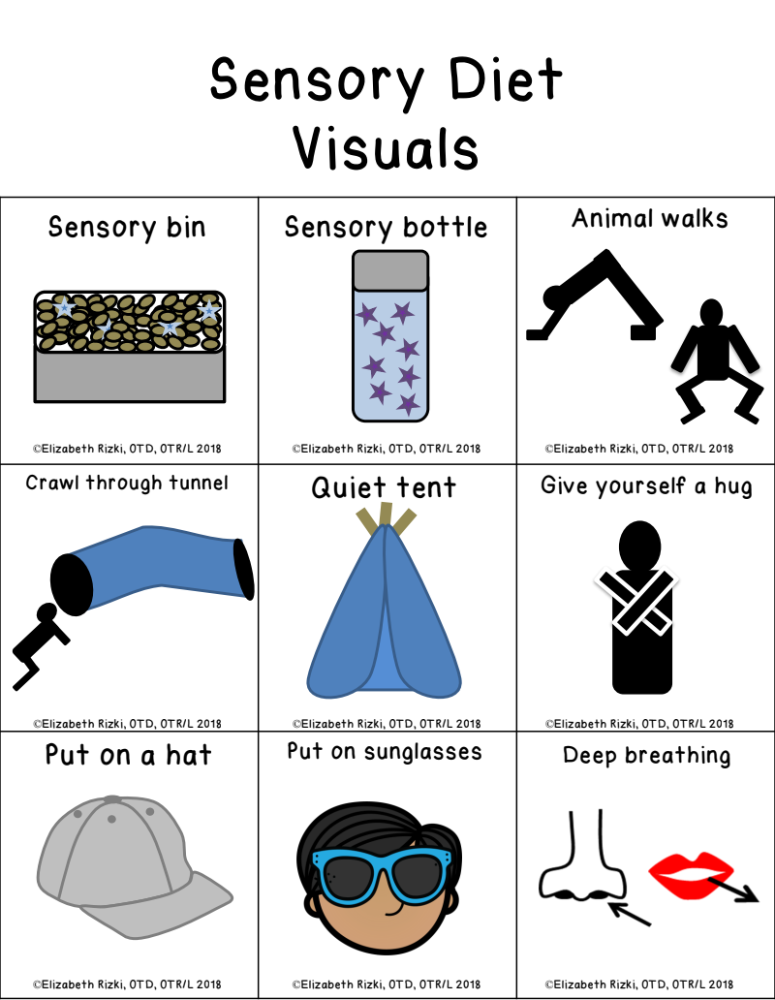 Sensory Diet
Visuals
Sensory bin
©Elizabeth Rizki, OTD, OTR/L 2018
Sensory bottle
©Elizabeth Rizki, OTD, OTR/L 2018
Animal walks
©Elizabeth Rizki, OTD, OTR/L 2018
Crawl through tunnel
©Elizabeth Rizki, OTD, OTR/L 2018
Quiet tent
©Elizabeth Rizki, OTD, OTR/L 2018
Give yourself a hug
©Elizabeth Rizki, OTD, OTR/L 2018
Put on a hat
©Elizabeth Rizki, OTD, OTR/L 2018
Put on sunglasses
©Elizabeth Rizki, OTD, OTR/L 2018
Deep breathing
©Elizabeth Rizki, OTD, OTR/L 2018